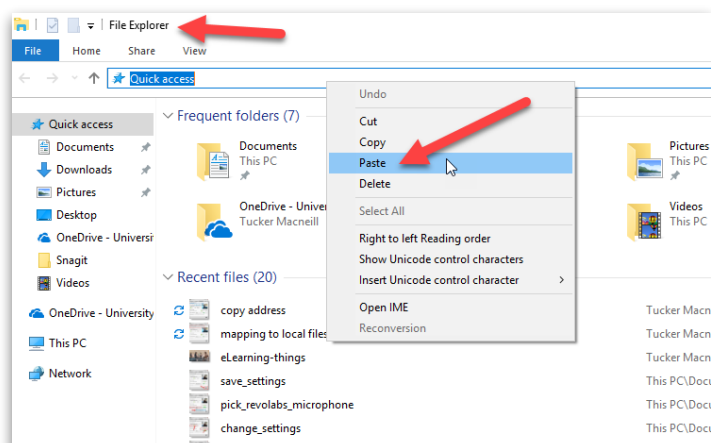 File Explorer
File Home Share View
Quick access
Undo
Cut
Copy
Paste
Delete
Select All
Right to left Reading order
Show Unicode control characters
Insert Unicode control character
Open IME
Reconversion
Quick access
Documents
Downloads
Pictures
Desktop
OneDrive - Universit
Snagit
Videos
OneDrive - University
This PC
Network
Frequent folders (7)
Documents
This PC
Pictures
This PC
OneDrive - Univer
Tucker Macneill
Videos
This PC
Recent files (20)
copy address Tucker Macn
mapping to local files Tucker Macn
eLearning-things Tucker Macn
save_settings This PC\Docu
pick_revolabs_microphone This PC\Docu
change_settings This PC\Docu